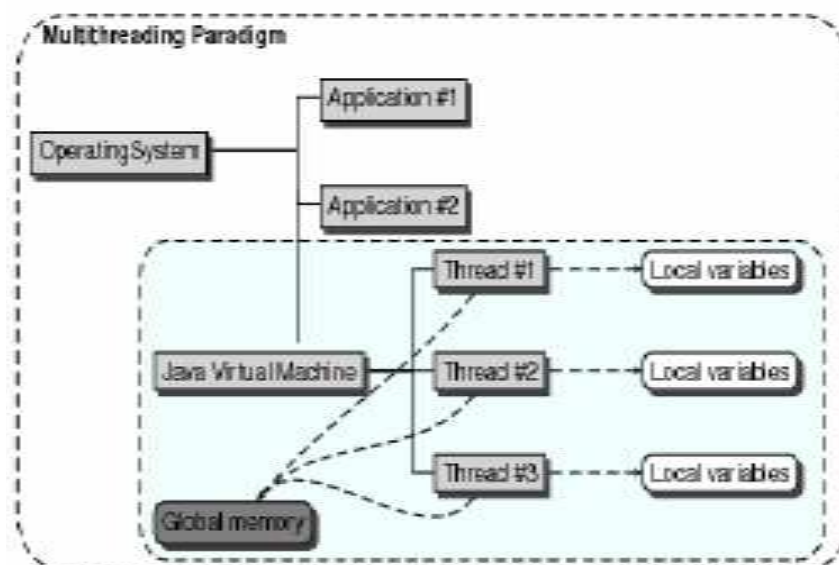 Multithreading Paradigm
Application #1
Operating System
Application #2
Thread #1
Local variables
Java Virtual Machine
Thread #2
Local variables
Thread #3
Local variables
Global memory